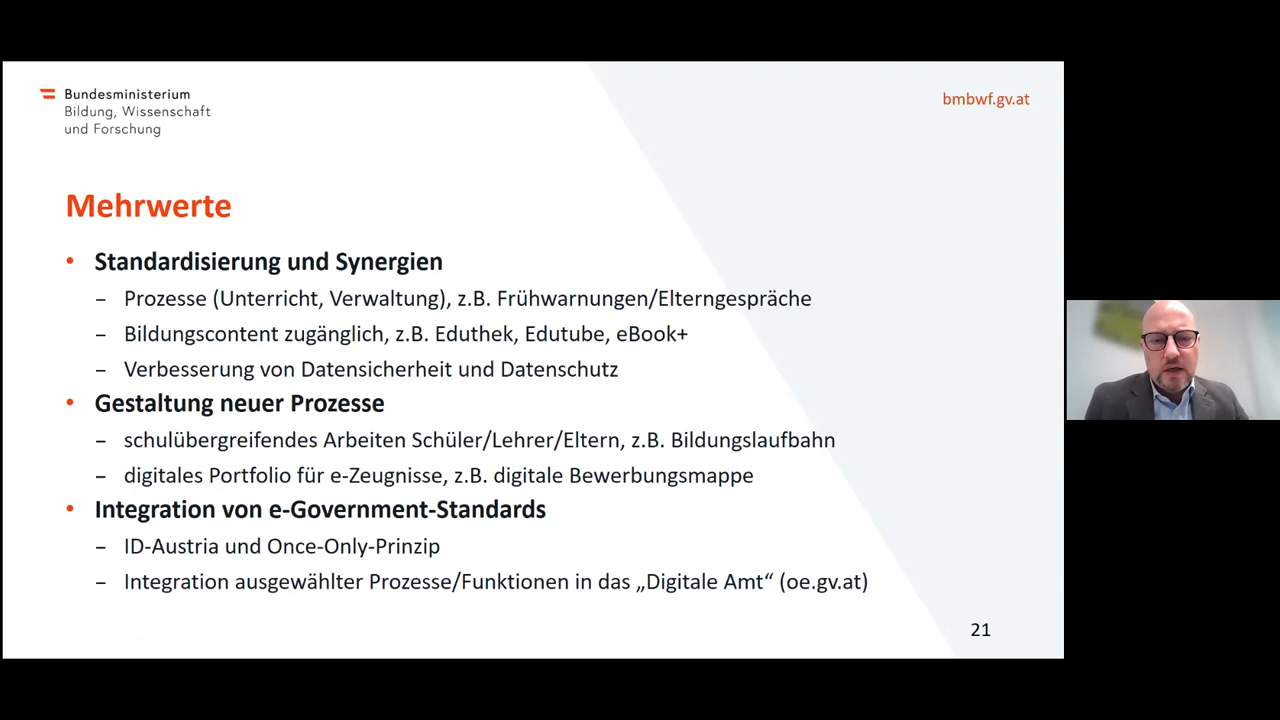 Bundesministerium
Bildung, Wissenschaft
und Forschung
bmbwf.gv.at
Mehrwerte
• Standardisierung und Synergien
– Prozesse (Unterricht, Verwaltung), z.B. Frühwarnungen/Elterngespräche
– Bildungscontent zugänglich, z.B. Eduthek, Edutube, eBook+
– Verbesserung von Datensicherheit und Datenschutz
• Gestaltung neuer Prozesse
– schulübergreifendes Arbeiten Schüler/Lehrer/Eltern, z.B. Bildungslaufbahn
– digitales Portfolio für e-Zeugnisse, z.B. digitale Bewerbungsmappe
• Integration von e-Government-Standards
– ID-Austria und Once-Only-Prinzip
– Integration ausgewählter Prozesse/Funktionen in das „Digitale Amt“ (oe.gv.at)
21